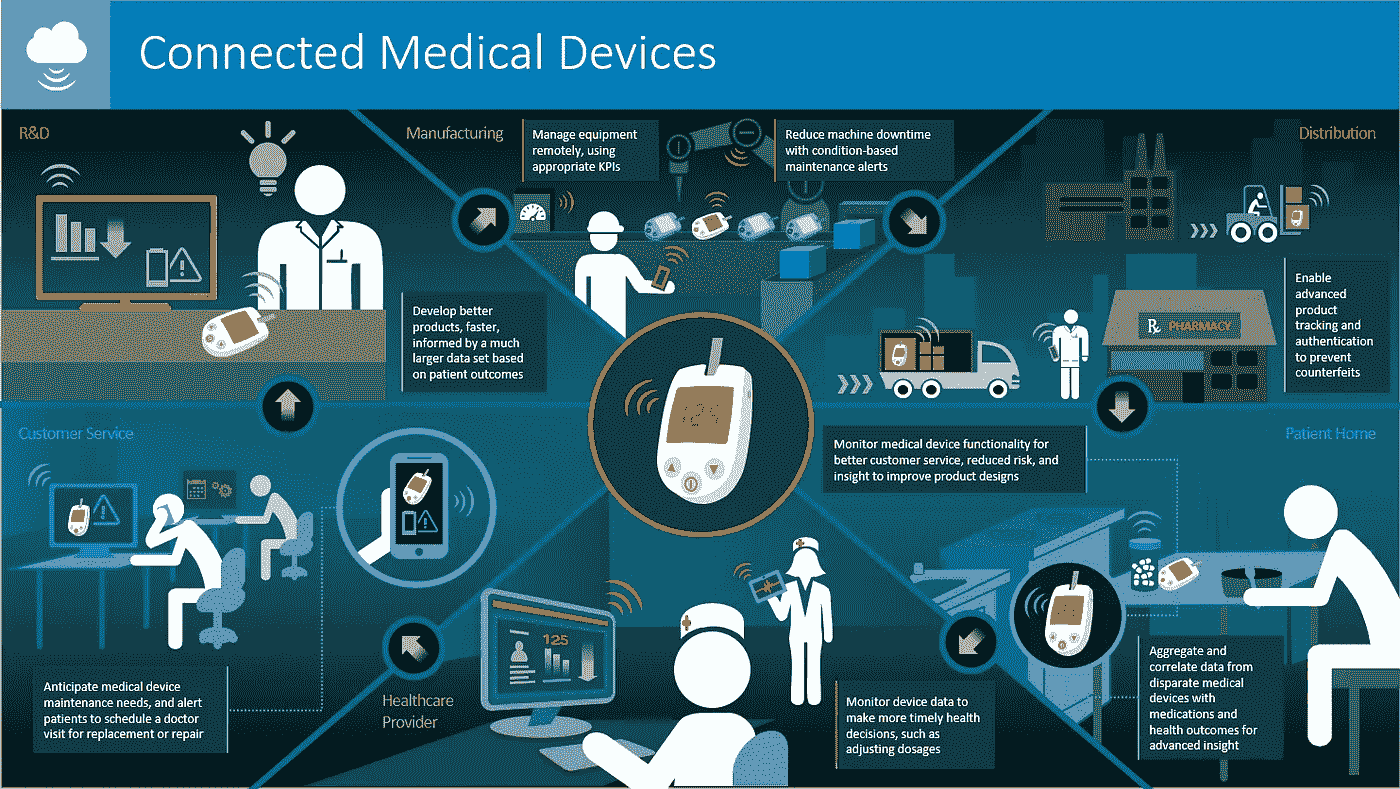 Connected Medical Devices
R&D
Manufacturing
Manage equipment
remotely, using
appropriate KPIs
Reduce machine downtime
with condition-based
maintenance alerts
Distribution
Develop better
products, faster,
informed by a much
larger data set based
on patient outcomes
Enable
advanced
product
tracking and
authentication
to prevent
counterfeits
Rx PHARMACY
125
Customer Service
Patient Home
Monitor medical device functionality for
better customer service, reduced risk, and
insight to improve product designs
Anticipate medical device
maintenance needs, and alert
patients to schedule a doctor
visit for replacement or repair
Healthcare
Provider
125
Monitor device data to
make more timely health
decisions, such as
adjusting dosages
Aggregate and
correlate data from
disparate medical
devices with
medications and
health outcomes for
advanced insight